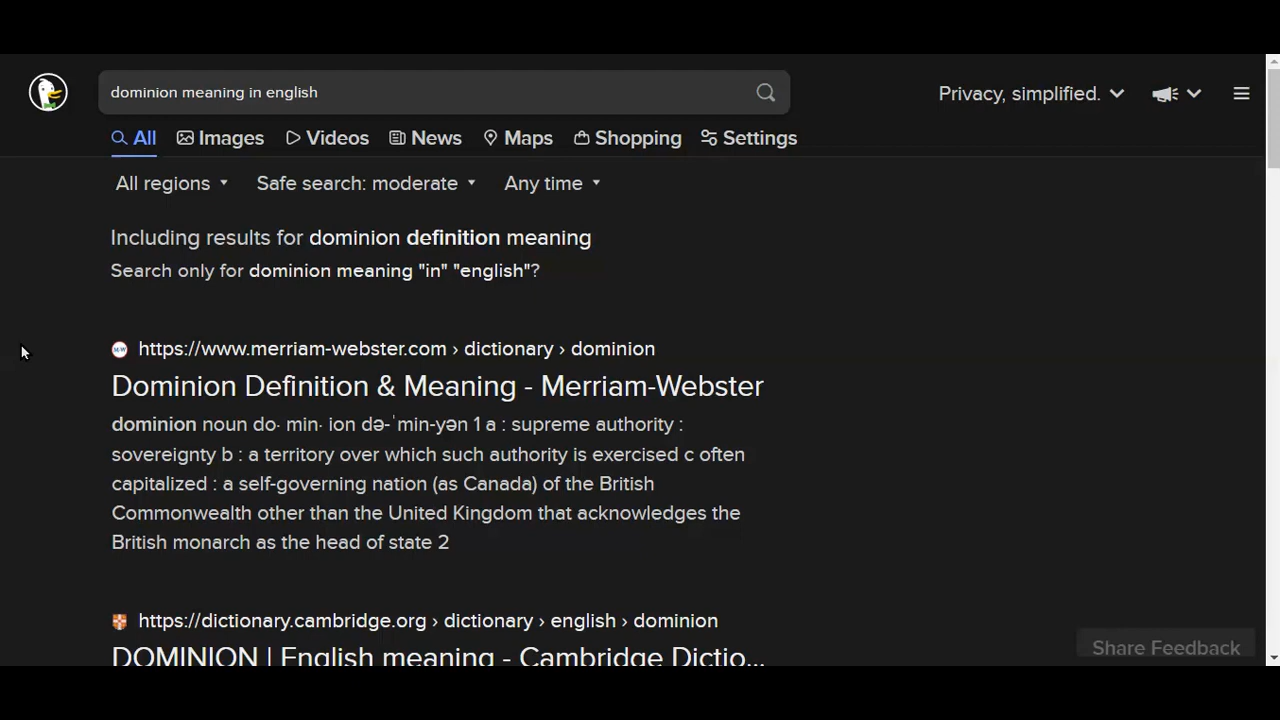 dominion meaning in english
Privacy, simplified.
All Images Videos News Maps Shopping Settings
All regions Safe search: moderate Any time
Including results for dominion definition meaning
Search only for dominion meaning "in" "english"?
https://www.merriam-webster.com › dictionary › dominion
Dominion Definition & Meaning - Merriam-Webster
dominion noun do· min· ion də-ˈmin-yən 1 a : supreme authority :
sovereignty b : a territory over which such authority is exercised c often
capitalized : a self-governing nation (as Canada) of the British
Commonwealth other than the United Kingdom that acknowledges the
British monarch as the head of state 2
https://dictionary.cambridge.org › dictionary › english › dominion
DOMINION | English meaning - Cambridge Dictio...
Share Feedback